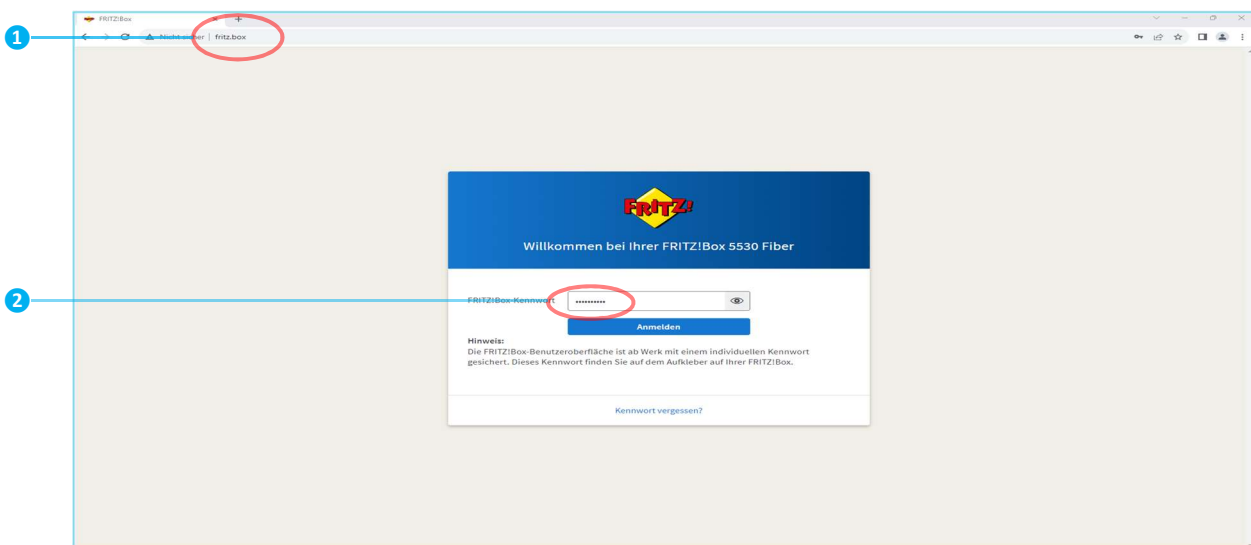 FRITZ!Box
1
Nicht sicher | fritz.box
FRITZ!
Willkommen bei Ihrer FRITZ!Box 5530 Fiber
2
FRITZ!Box-Kennwort ••••••••••
Anmelden
Hinweis:
Die FRITZ!Box-Benutzeroberfläche ist ab Werk mit einem individuellen Kennwort
gesichert. Dieses Kennwort finden Sie auf dem Aufkleber auf Ihrer FRITZ!Box.
Kennwort vergessen?